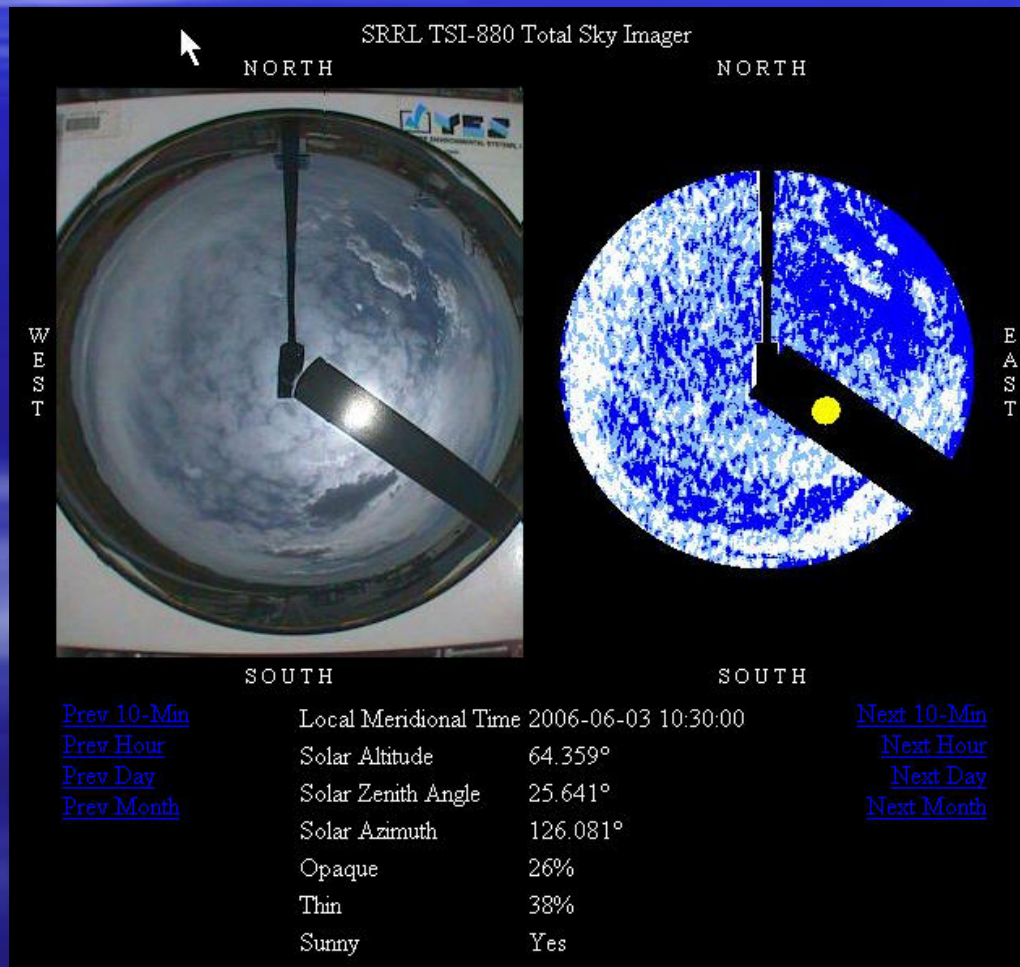 SRRL TSI-880 Total Sky Imager
NORTH
NORTH
YES
ENVIRONMENTAL SYSTEMS,
WEST
EAST
SOUTH
SOUTH
Prev 10-Min
Prev Hour
Prev Day
Prev Month
Local Meridional Time 2006-06-03 10:30:00
Solar Altitude 64.359°
Solar Zenith Angle 25.641°
Solar Azimuth 126.081°
Opaque 26%
Thin 38%
Sunny Yes
Next 10-Min
Next Hour
Next Day
Next Month